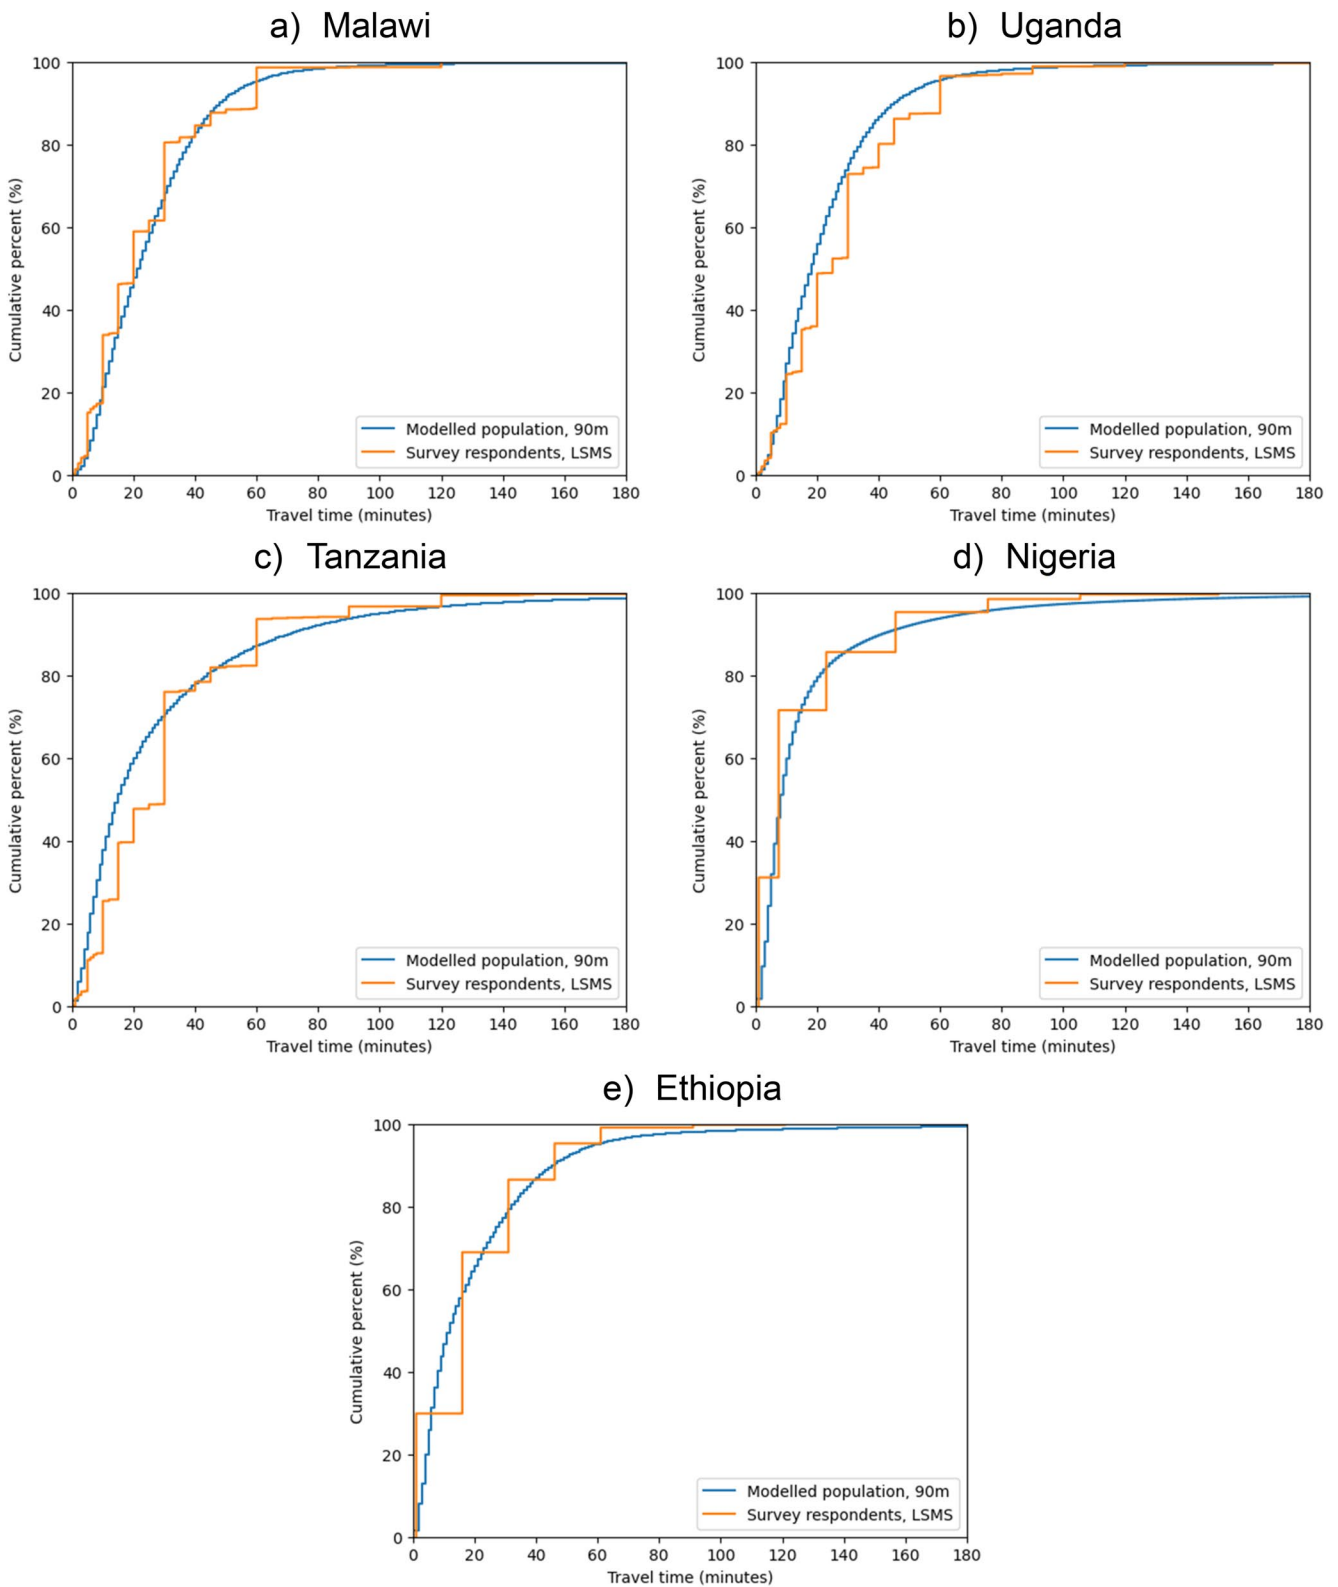 a) Malawi
100
80
60
40
20
0
Cumulative percent (%)
Modelled population, 90m
Survey respondents, LSMS
0 20 40 60 80 100 120 140 160 180
Travel time (minutes)
b) Uganda
100
80
60
40
20
0
Cumulative percent (%)
Modelled population, 90m
Survey respondents, LSMS
0 20 40 60 80 100 120 140 160 180
Travel time (minutes)
c) Tanzania
100
80
60
40
20
0
Cumulative percent (%)
Modelled population, 90m
Survey respondents, LSMS
0 20 40 60 80 100 120 140 160 180
Travel time (minutes)
d) Nigeria
100
80
60
40
20
0
Cumulative percent (%)
Modelled population, 90m
Survey respondents, LSMS
0 20 40 60 80 100 120 140 160 180
Travel time (minutes)
e) Ethiopia
100
80
60
40
20
0
Cumulative percent (%)
Modelled population, 90m
Survey respondents, LSMS
0 20 40 60 80 100 120 140 160 180
Travel time (minutes)